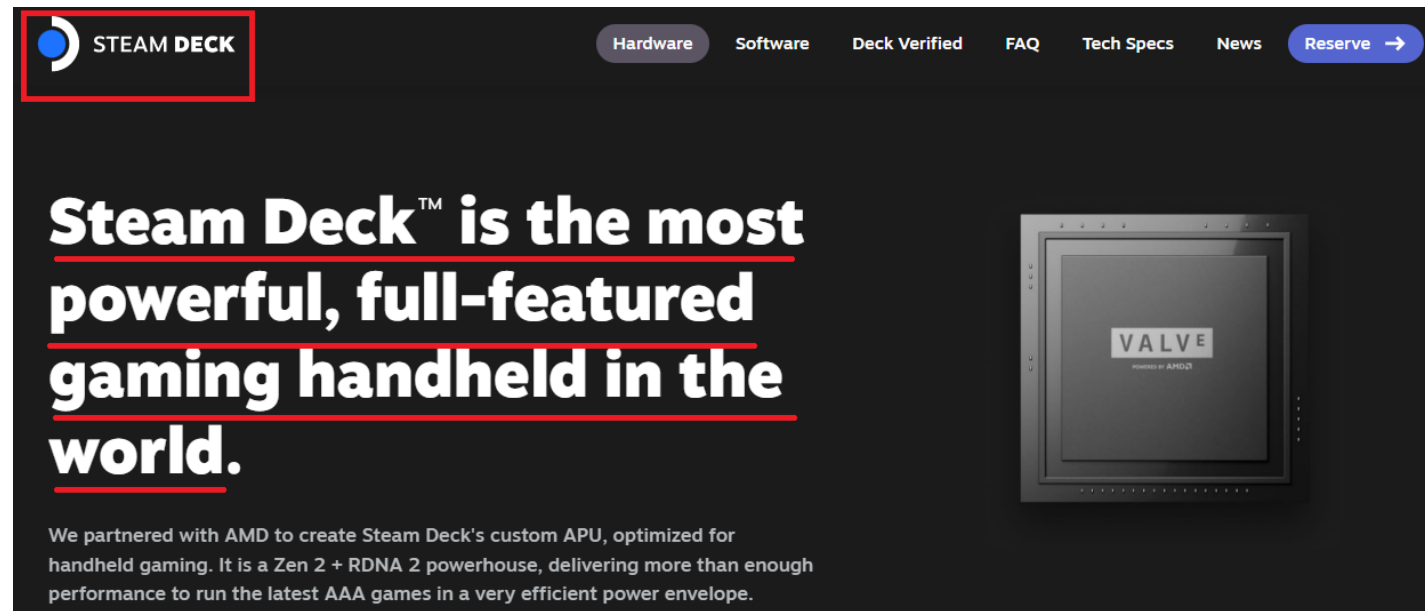 STEAM DECK
Hardware
Software
Deck Verified
FAQ
Tech Specs
News
Reserve →
Steam Deck™ is the most
powerful, full-featured
gaming handheld in the
world.
VALVE
POWERED BY AMD
We partnered with AMD to create Steam Deck's custom APU, optimized for
handheld gaming. It is a Zen 2 + RDNA 2 powerhouse, delivering more than enough
performance to run the latest AAA games in a very efficient power envelope.